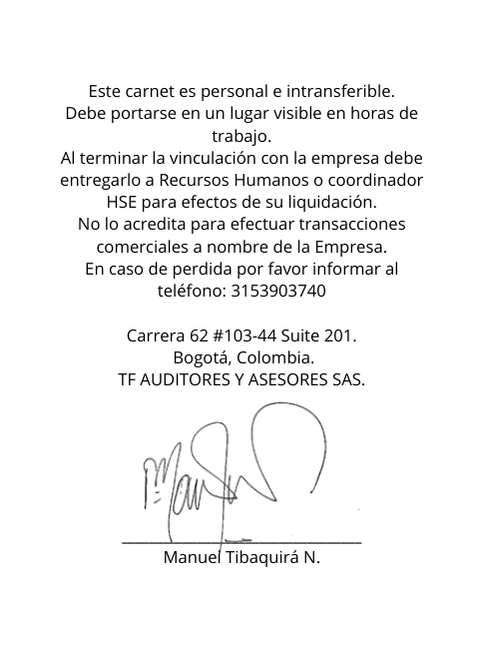 Este carnet es personal e intransferible.
Debe portarse en un lugar visible en horas de
trabajo.
Al terminar la vinculación con la empresa debe
entregarlo a Recursos Humanos o coordinador
HSE para efectos de su liquidación.
No lo acredita para efectuar transacciones
comerciales a nombre de la Empresa.
En caso de perdida por favor informar al
teléfono: 3153903740
Carrera 62 #103-44 Suite 201.
Bogotá, Colombia.
TF AUDITORES Y ASESORES SAS.
Manuel Tibaquirá N.